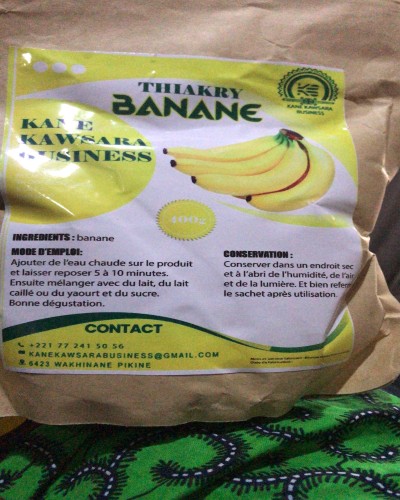 THIAKRY
BANANE
KANE KAWSARA
BUSINESS
KANE
KAWSARA
BUSINESS
400g
INGREDIENTS : banane
MODE D'EMPLOI:
Ajouter de l'eau chaude sur le produit
et laisser reposer 5 à 10 minutes.
Ensuite mélanger avec du lait, du lait
caillé ou du yaourt et du sucre.
Bonne dégustation.
CONSERVATION :
Conserver dans un endroit sec
et à l'abri de l'humidité, de l'air
et de la lumière. Et bien
le sachet après utilisation.
CONTACT
+221 77 241 50 56
KANEKAWSARABUSINESS@GMAIL.COM
6423 WAKHINANE PIKINE